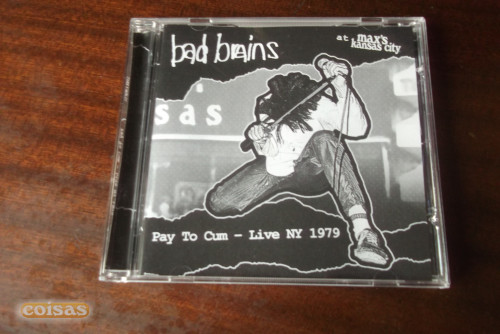 bad brains
at max's
kansas city
sas
Pay To Cum – Live NY 1979
coisas